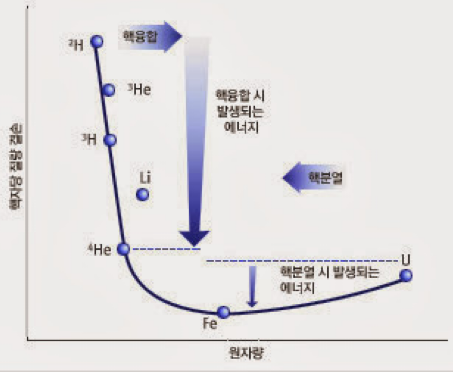 ²H
핵융합
³He
핵융합 시
발생되는
에너지
³H
Li
핵분열
⁴He
U
핵분열 시 발생되는
에너지
Fe
핵자당 질량 결손
원자량